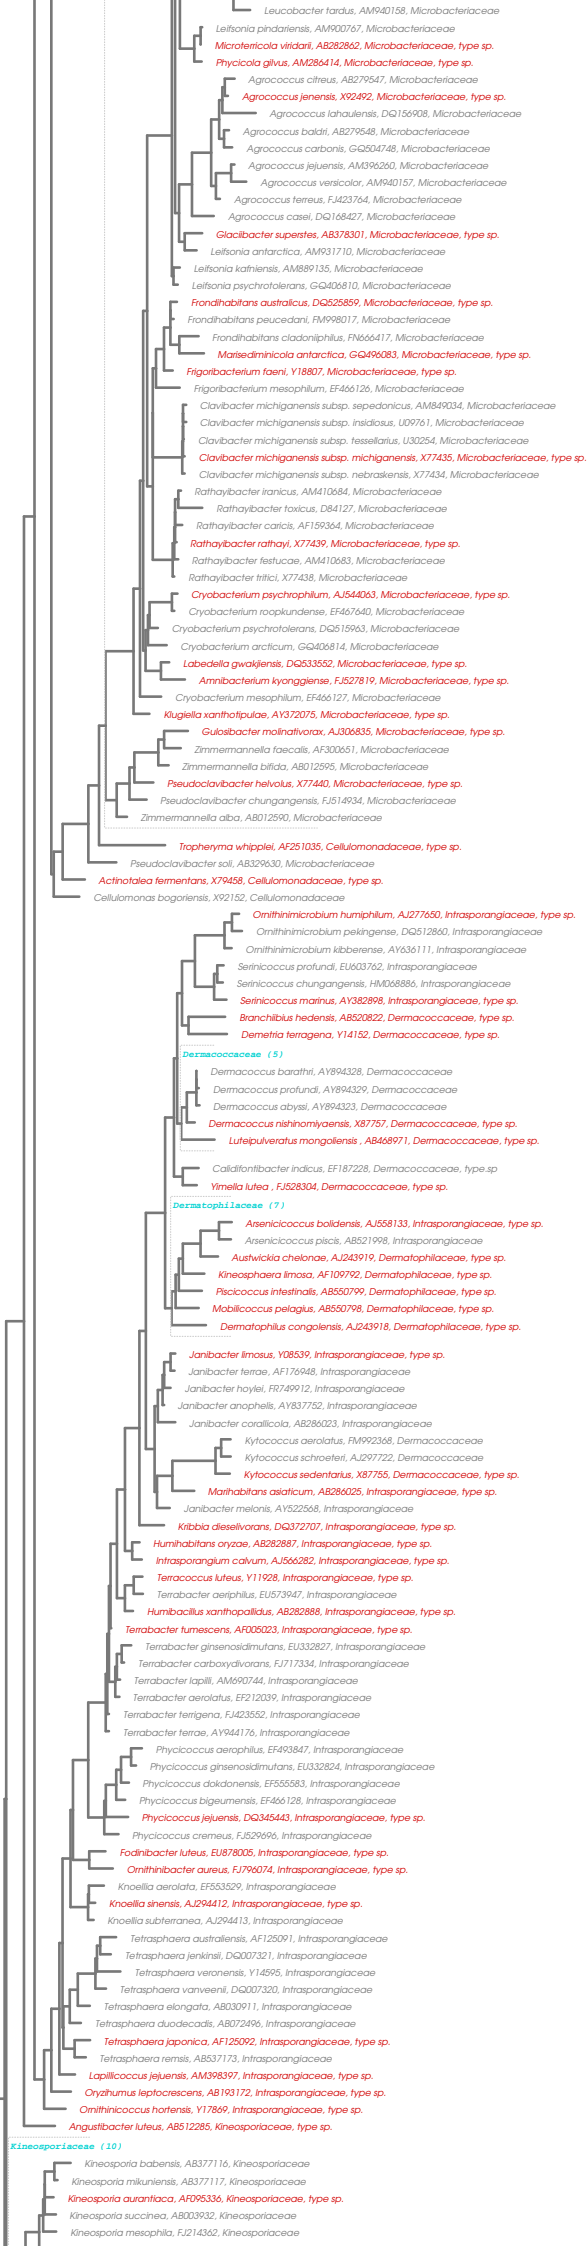 Leucobacter tardus, AM940158, Microbacteriaceae
Leifsonia pindariensis, AM900767, Microbacteriaceae
Microterricola viridarii, AB282862, Microbacteriaceae, type sp.
Phycicola gilvus, AM286414, Microbacteriaceae, type sp.
Agrococcus citreus, AB279547, Microbacteriaceae
Agrococcus jenensis, X92492, Microbacteriaceae, type sp.
Agrococcus lahaulensis, DQ156908, Microbacteriaceae
Agrococcus baldri, AB279548, Microbacteriaceae
Agrococcus carbonis, GQ504748, Microbacteriaceae
Agrococcus jejuensis, AM396260, Microbacteriaceae
Agrococcus versicolor, AM940157, Microbacteriaceae
Agrococcus terreus, FJ423764, Microbacteriaceae
Agrococcus casei, DQ168427, Microbacteriaceae
Glaciibacter superstes, AB378301, Microbacteriaceae, type sp.
Leifsonia antarctica, AM931710, Microbacteriaceae
Leifsonia kafniensis, AM889135, Microbacteriaceae
Leifsonia psychrotolerans, GQ406810, Microbacteriaceae
Frondihabitans australicus, DQ525859, Microbacteriaceae, type sp.
Frondihabitans peucedani, FM998017, Microbacteriaceae
Frondihabitans cladoniiphilus, FN666417, Microbacteriaceae
Marisediminicola antarctica, GQ496083, Microbacteriaceae, type sp.
Frigoribacterium faeni, Y18807, Microbacteriaceae, type sp.
Frigoribacterium mesophilum, EF466126, Microbacteriaceae
Clavibacter michiganensis subsp. sepedonicus, AM849034, Microbacteriaceae
Clavibacter michiganensis subsp. insidiosus, U09761, Microbacteriaceae
Clavibacter michiganensis subsp. tessellarius, U30254, Microbacteriaceae
Clavibacter michiganensis subsp. michiganensis, X77435, Microbacteriaceae, type sp.
Clavibacter michiganensis subsp. nebraskensis, X77434, Microbacteriaceae
Rathayibacter iranicus, AM410684, Microbacteriaceae
Rathayibacter toxicus, D84127, Microbacteriaceae
Rathayibacter caricis, AF159364, Microbacteriaceae
Rathayibacter rathayi, X77439, Microbacteriaceae, type sp.
Rathayibacter festucae, AM410683, Microbacteriaceae
Rathayibacter tritici, X77438, Microbacteriaceae
Cryobacterium psychrophilum, AJ544063, Microbacteriaceae, type sp.
Cryobacterium roopkundense, EF467640, Microbacteriaceae
Cryobacterium psychrotolerans, DQ515963, Microbacteriaceae
Cryobacterium arcticum, GQ406814, Microbacteriaceae
Labedella gwakjiensis, DQ533552, Microbacteriaceae, type sp.
Amnibacterium kyonggiense, FJ527819, Microbacteriaceae, type sp.
Cryobacterium mesophilum, EF466127, Microbacteriaceae
Klugiella xanthotipulae, AY372075, Microbacteriaceae, type sp.
Gulosibacter molinativorax, AJ306835, Microbacteriaceae, type sp.
Zimmermannella faecalis, AF300651, Microbacteriaceae
Zimmermannella bifida, AB012595, Microbacteriaceae
Pseudoclavibacter helvolus, X77440, Microbacteriaceae, type sp.
Pseudoclavibacter chungangensis, FJ514934, Microbacteriaceae
Zimmermannella alba, AB012590, Microbacteriaceae
Tropheryma whipplei, AF251035, Cellulomonadaceae, type sp.
Pseudoclavibacter soli, AB329630, Microbacteriaceae
Actinotalea fermentans, X79458, Cellulomonadaceae, type sp.
Cellulomonas bogoriensis, X92152, Cellulomonadaceae
Ornithinimicrobium humiphilum, AJ277650, Intrasporangiaceae, type sp.
Ornithinimicrobium pekingense, DQ512860, Intrasporangiaceae
Ornithinimicrobium kibberense, AY636111, Intrasporangiaceae
Serinicoccus profundi, EU603762, Intrasporangiaceae
Serinicoccus chungangensis, HM068886, Intrasporangiaceae
Serinicoccus marinus, AY382898, Intrasporangiaceae, type sp.
Branchiibius hedensis, AB520822, Dermacoccaceae, type sp.
Demetria terragena, Y14152, Dermacoccaceae, type sp.
Dermacoccaceae (5)
Dermacoccus barathri, AY894328, Dermacoccaceae
Dermacoccus profundi, AY894329, Dermacoccaceae
Dermacoccus abyssi, AY894323, Dermacoccaceae
Dermacoccus nishinomiyaensis, X87757, Dermacoccaceae, type sp.
Luteipulveratus mongoliensis , AB468971, Dermacoccaceae, type sp.
Calidifontibacter indicus, EF187228, Dermacoccaceae, type.sp
Yimella lutea , FJ528304, Dermacoccaceae, type sp.
Dermatophilaceae (7)
Arsenicicoccus bolidensis, AJ558133, Intrasporangiaceae, type sp.
Arsenicicoccus piscis, AB521998, Intrasporangiaceae
Austwickia chelonae, AJ243919, Dermatophilaceae, type sp.
Kineosphaera limosa, AF109792, Dermatophilaceae, type sp.
Piscicoccus intestinalis, AB550799, Dermatophilaceae, type sp.
Mobilicoccus pelagius, AB550798, Dermatophilaceae, type sp.
Dermatophilus congolensis, AJ243918, Dermatophilaceae, type sp.
Janibacter limosus, Y08539, Intrasporangiaceae, type sp.
Janibacter terrae, AF176948, Intrasporangiaceae
Janibacter hoylei, FR749912, Intrasporangiaceae
Janibacter anophelis, AY837752, Intrasporangiaceae
Janibacter corallicola, AB286023, Intrasporangiaceae
Kytococcus aerolatus, FM992368, Dermacoccaceae
Kytococcus schroeteri, AJ297722, Dermacoccaceae
Kytococcus sedentarius, X87755, Dermacoccaceae, type sp.
Marihabitans asiaticum, AB286025, Intrasporangiaceae, type sp.
Janibacter melonis, AY522568, Intrasporangiaceae
Kribbia dieselivorans, DQ372707, Intrasporangiaceae, type sp.
Humihabitans oryzae, AB282887, Intrasporangiaceae, type sp.
Intrasporangium calvum, AJ566282, Intrasporangiaceae, type sp.
Terracoccus luteus, Y11928, Intrasporangiaceae, type sp.
Terrabacter aeriphilus, EU573947, Intrasporangiaceae
Humibacillus xanthopallidus, AB282888, Intrasporangiaceae, type sp.
Terrabacter tumescens, AF005023, Intrasporangiaceae, type sp.
Terrabacter ginsenosidimutans, EU332827, Intrasporangiaceae
Terrabacter carboxydivorans, FJ717334, Intrasporangiaceae
Terrabacter lapilli, AM690744, Intrasporangiaceae
Terrabacter aerolatus, EF212039, Intrasporangiaceae
Terrabacter terrigena, FJ423552, Intrasporangiaceae
Terrabacter terrae, AY944176, Intrasporangiaceae
Phycicoccus aerophilus, EF493847, Intrasporangiaceae
Phycicoccus ginsenosidimutans, EU332824, Intrasporangiaceae
Phycicoccus dokdonensis, EF555583, Intrasporangiaceae
Phycicoccus bigeumensis, EF466128, Intrasporangiaceae
Phycicoccus jejuensis, DQ345443, Intrasporangiaceae, type sp.
Phycicoccus cremeus, FJ529696, Intrasporangiaceae
Fodinibacter luteus, EU878005, Intrasporangiaceae, type sp.
Ornithinibacter aureus, FJ796074, Intrasporangiaceae, type sp.
Knoellia aerolata, EF553529, Intrasporangiaceae
Knoellia sinensis, AJ294412, Intrasporangiaceae, type sp.
Knoellia subterranea, AJ294413, Intrasporangiaceae
Tetrasphaera australiensis, AF125091, Intrasporangiaceae
Tetrasphaera jenkinsii, DQ007321, Intrasporangiaceae
Tetrasphaera veronensis, Y14595, Intrasporangiaceae
Tetrasphaera vanveenii, DQ007320, Intrasporangiaceae
Tetrasphaera elongata, AB030911, Intrasporangiaceae
Tetrasphaera duodecadis, AB072496, Intrasporangiaceae
Tetrasphaera japonica, AF125092, Intrasporangiaceae, type sp.
Tetrasphaera remsis, AB537173, Intrasporangiaceae
Lapillicoccus jejuensis, AM398397, Intrasporangiaceae, type sp.
Oryzihumus leptocrescens, AB193172, Intrasporangiaceae, type sp.
Ornithinicoccus hortensis, Y17869, Intrasporangiaceae, type sp.
Angustibacter luteus, AB512285, Kineosporiaceae, type sp.
Kineosporiaceae (10)
Kineosporia babensis, AB377116, Kineosporiaceae
Kineosporia mikuniensis, AB377117, Kineosporiaceae
Kineosporia aurantiaca, AF095336, Kineosporiaceae, type sp.
Kineosporia succinea, AB003932, Kineosporiaceae
Kineosporia mesophila, FJ214362, Kineosporiaceae